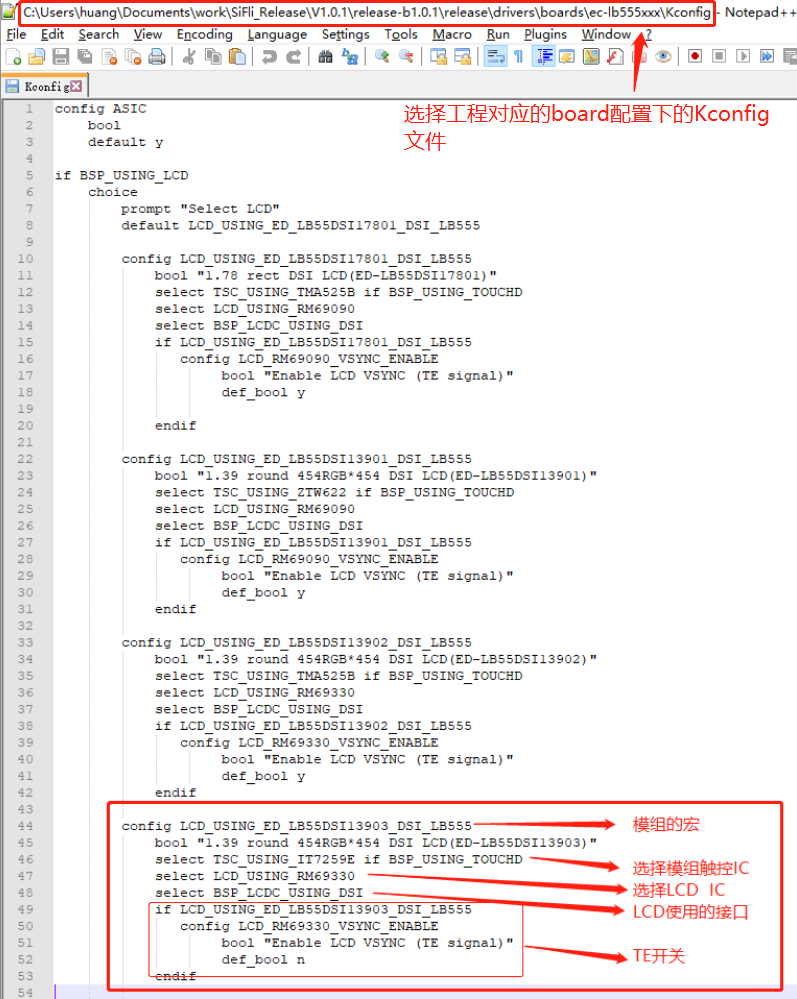 C:\Users\huang\Documents\work\SiFli_Release\V1.0.1\release-b1.0.1\release\drivers\boards\ec-lb555xxx\Kconfig - Notepad++
File Edit Search View Encoding Language Settings Tools Macro Run Plugins Window ?
Kconfig
选择工程对应的board配置下的Kconfig
文件
1 config ASIC
2 bool
3 default y
4
5 if BSP_USING_LCD
6 choice
7 prompt "Select LCD"
8 default LCD_USING_ED_LB55DSI17801_DSI_LB555
9
10 config LCD_USING_ED_LB55DSI17801_DSI_LB555
11 bool "1.78 rect DSI LCD(ED-LB55DSI17801)"
12 select TSC_USING_TMA525B if BSP_USING_TOUCHD
13 select LCD_USING_RM69090
14 select BSP_LCDC_USING_DSI
15 if LCD_USING_ED_LB55DSI17801_DSI_LB555
16 config LCD_RM69090_VSYNC_ENABLE
17 bool "Enable LCD VSYNC (TE signal)"
18 def_bool y
19
20 endif
21
22 config LCD_USING_ED_LB55DSI13901_DSI_LB555
23 bool "1.39 round 454RGB*454 DSI LCD(ED-LB55DSI13901)"
24 select TSC_USING_ZTW622 if BSP_USING_TOUCHD
25 select LCD_USING_RM69090
26 select BSP_LCDC_USING_DSI
27 if LCD_USING_ED_LB55DSI13901_DSI_LB555
28 config LCD_RM69090_VSYNC_ENABLE
29 bool "Enable LCD VSYNC (TE signal)"
30 def_bool y
31 endif
32
33 config LCD_USING_ED_LB55DSI13902_DSI_LB555
34 bool "1.39 round 454RGB*454 DSI LCD(ED-LB55DSI13902)"
35 select TSC_USING_TMA525B if BSP_USING_TOUCHD
36 select LCD_USING_RM69330
37 select BSP_LCDC_USING_DSI
38 if LCD_USING_ED_LB55DSI13902_DSI_LB555
39 config LCD_RM69330_VSYNC_ENABLE
40 bool "Enable LCD VSYNC (TE signal)"
41 def_bool y
42 endif
43
44 config LCD_USING_ED_LB55DSI13903_DSI_LB555 模组的宏
45 bool "1.39 round 454RGB*454 DSI LCD(ED-LB55DSI13903)"
46 select TSC_USING_IT7259E if BSP_USING_TOUCHD 选择模组触控IC
47 select LCD_USING_RM69330 选择LCD IC
48 select BSP_LCDC_USING_DSI LCD使用的接口
49 if LCD_USING_ED_LB55DSI13903_DSI_LB555
50 config LCD_RM69330_VSYNC_ENABLE
51 bool "Enable LCD VSYNC (TE signal)"
52 def_bool n TE开关
53 endif
54